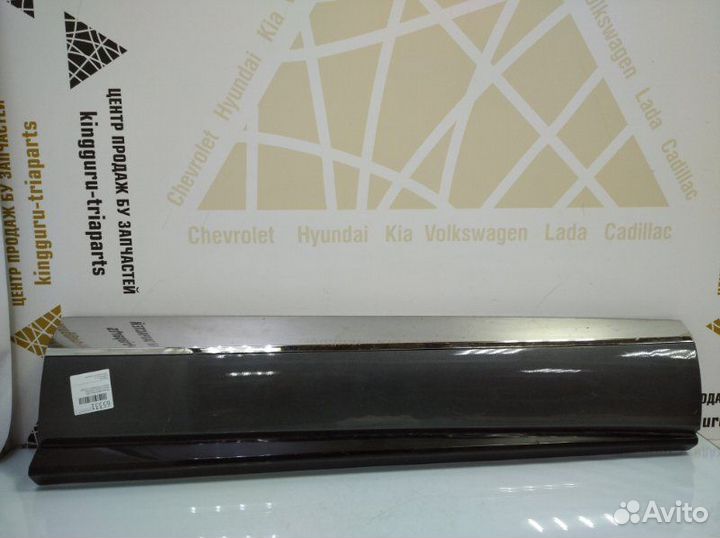 ЦЕНТР ПРОДАЖ БУ ЗАПЧАСТЕЙ
kingguru-triaparts
ЦЕНТР ПРОДАЖ БУ ЗАПЧАСТЕЙ
kingguru-triaparts
Chevrolet Hyundai Kia
Volkswagen Lada Cadillac
Chevrolet Hyundai Kia Volkswagen Lada Cadillac
65331
Avito